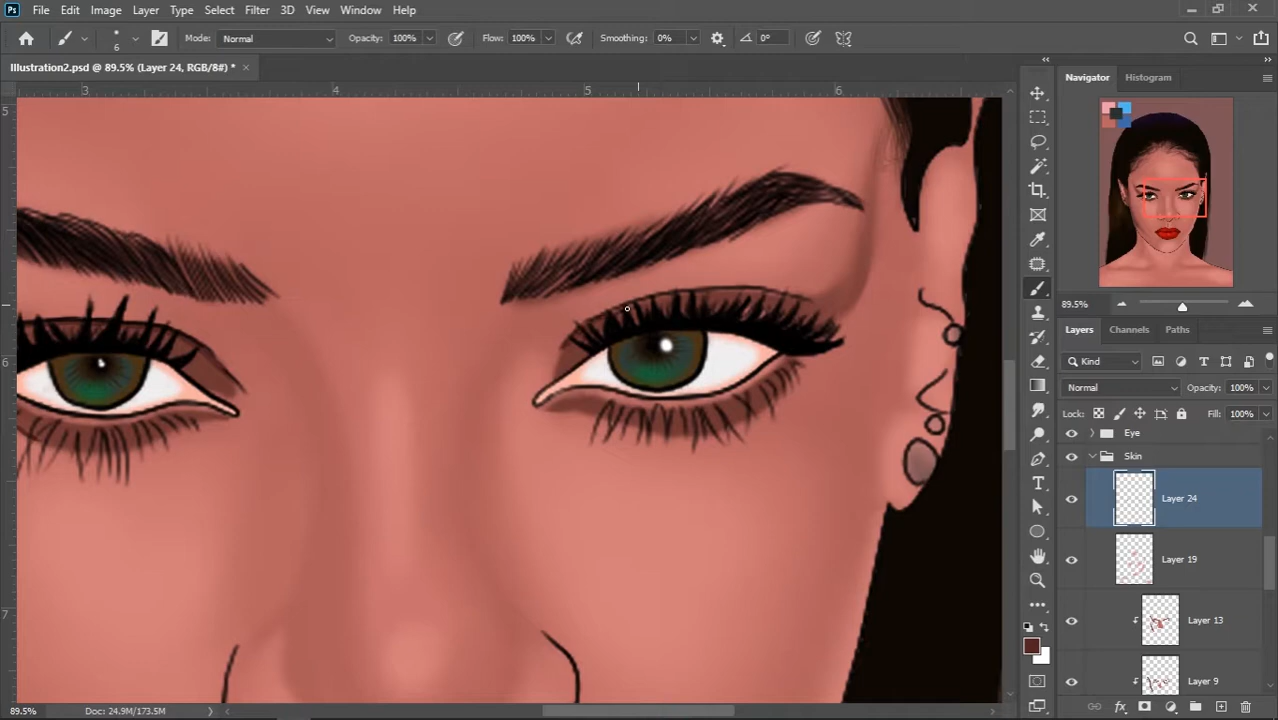 Ps File Edit Image Layer Type Select Filter 3D View Window Help
6 Mode: Normal Opacity: 100% Flow: 100% Smoothing: 0% 0°
Illustration2.psd @ 89.5% (Layer 24, RGB/8#) * ×
3 4 5 6
5
6
7
Navigator Histogram
89.5%
Layers Channels Paths
Kind
Normal Opacity: 100%
Lock: Fill: 100%
Eye
Skin
Layer 24
Layer 19
Layer 13
Layer 9
89.5% Doc: 24.9M/173.5M